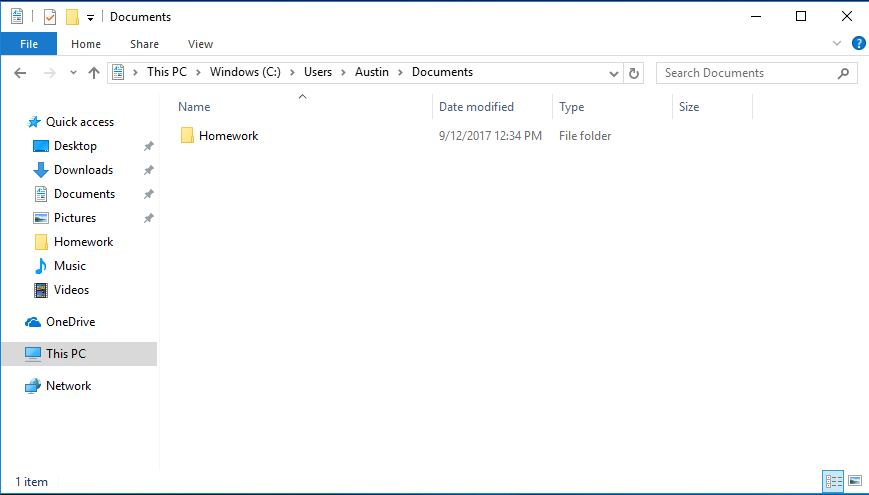 Documents
File Home Share View
This PC Windows (C:) Users Austin Documents Search Documents
Name Date modified Type Size
Homework 9/12/2017 12:34 PM File folder
Quick access
Desktop
Downloads
Documents
Pictures
Homework
Music
Videos
OneDrive
This PC
Network
1 item